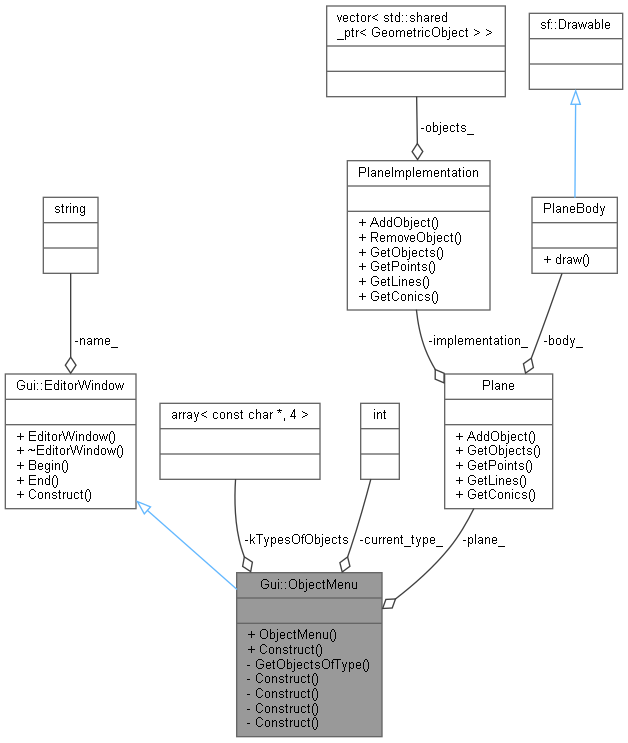 vector< std::shared
_ptr< GeometricObject > >
sf::Drawable
-objects_
PlaneImplementation
+ AddObject()
+ RemoveObject()
+ GetObjects()
+ GetPoints()
+ GetLines()
+ GetConics()
string
PlaneBody
+ draw()
-name_
-implementation_
-body_
Gui::EditorWindow
+ EditorWindow()
+ ~EditorWindow()
+ Begin()
+ End()
+ Construct()
array< const char *, 4 >
int
Plane
+ AddObject()
+ GetObjects()
+ GetPoints()
+ GetLines()
+ GetConics()
-kTypesOfObjects
-current_type_
-plane_
Gui::ObjectMenu
+ ObjectMenu()
+ Construct()
- GetObjectsOfType()
- Construct()
- Construct()
- Construct()
- Construct()